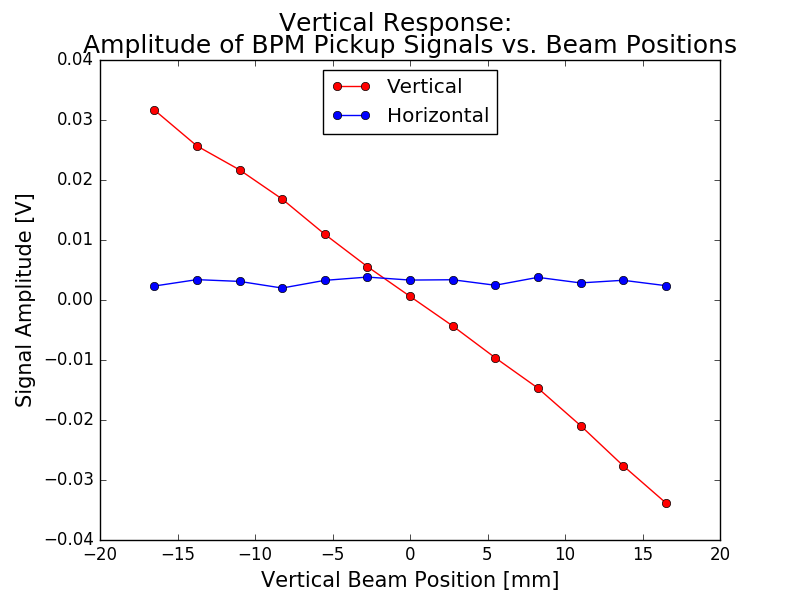 Vertical Response:
Amplitude of BPM Pickup Signals vs. Beam Positions
Vertical
Horizontal
0.04
0.03
0.02
0.01
0.00
−0.01
−0.02
−0.03
−0.04
Signal Amplitude [V]
−20 −15 −10 −5 0 5 10 15 20
Vertical Beam Position [mm]